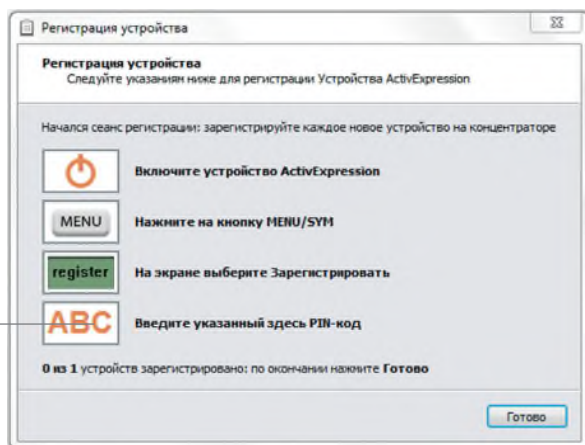 Регистрация устройства
Регистрация устройства
Следуйте указаниян ниже для регистрации Устройства ActivExpression
Начался сеанс регистрации: зарегистрируйте каждое новое устройство на концентраторе
Включите устройство ActivExpression
MENU
Нажмите на кнопку MENU/SYM
register
На экране выберите Зарегистрировать
ABC
Введите указанный здесь PIN-код
0 из 1 устройств зарегистрировано: по окончании нажмите Готово
Готово